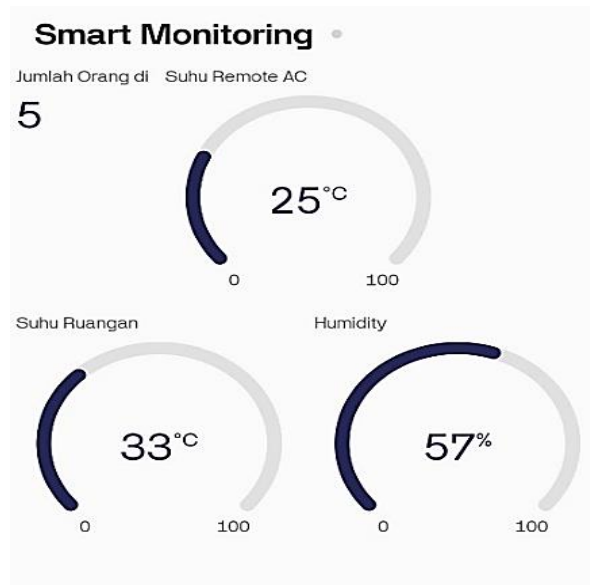 Smart Monitoring
Jumlah Orang di Suhu Remote AC
5
25°C
0 100
Suhu Ruangan Humidity
33°C 57%
0 100 0 100